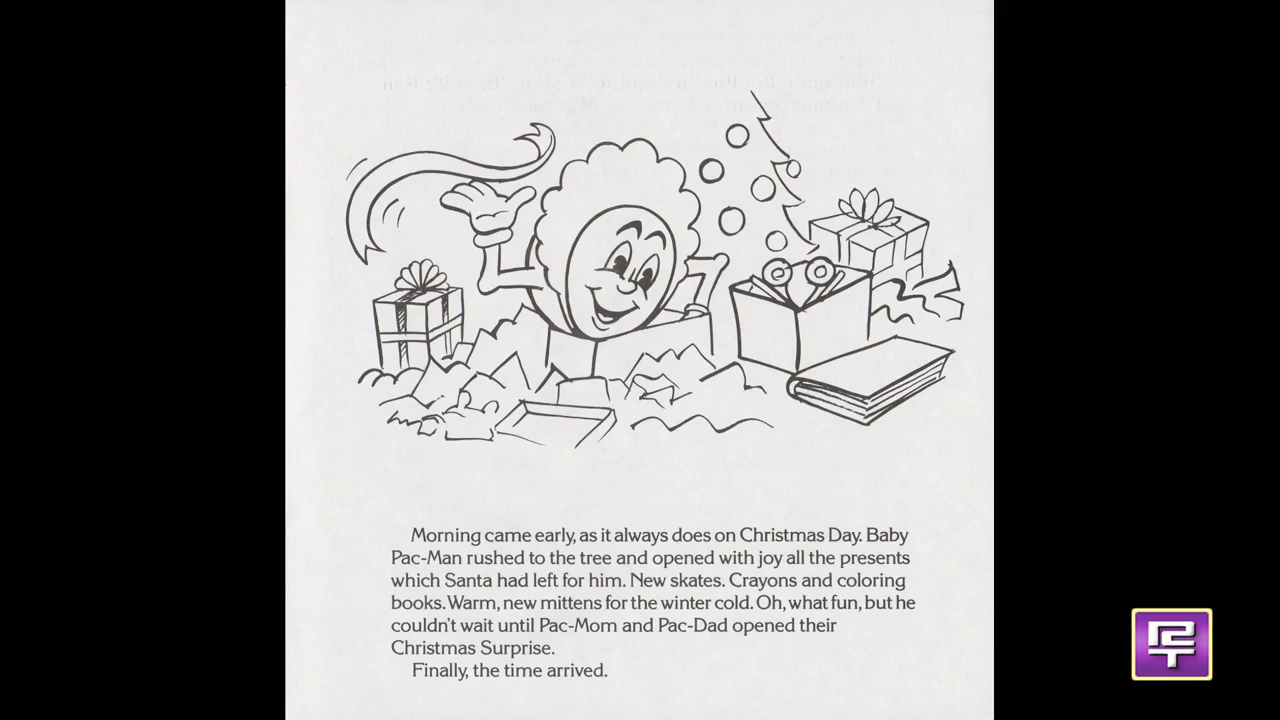 Morning came early, as it always does on Christmas Day. Baby
Pac-Man rushed to the tree and opened with joy all the presents
which Santa had left for him. New skates. Crayons and coloring
books. Warm, new mittens for the winter cold. Oh, what fun, but he
couldn't wait until Pac-Mom and Pac-Dad opened their
Christmas Surprise.
Finally, the time arrived.